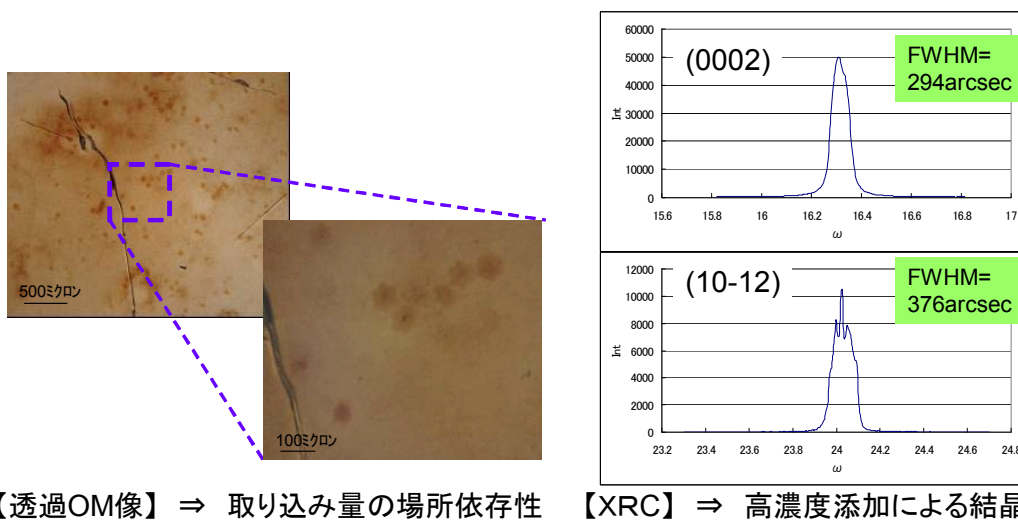 500ミクロン
100ミクロン
(0002)
FWHM=
294arcsec
Int
60000
50000
40000
30000
20000
10000
0
15.6 15.8 16 16.2 16.4 16.6 16.8 17
ω
(10-12)
FWHM=
376arcsec
Int
12000
10000
8000
6000
4000
2000
0
23.2 23.4 23.6 23.8 24 24.2 24.4 24.6 24.8
ω
【透過OM像】 ⇒ 取り込み量の場所依存性
【XRC】 ⇒ 高濃度添加による結晶